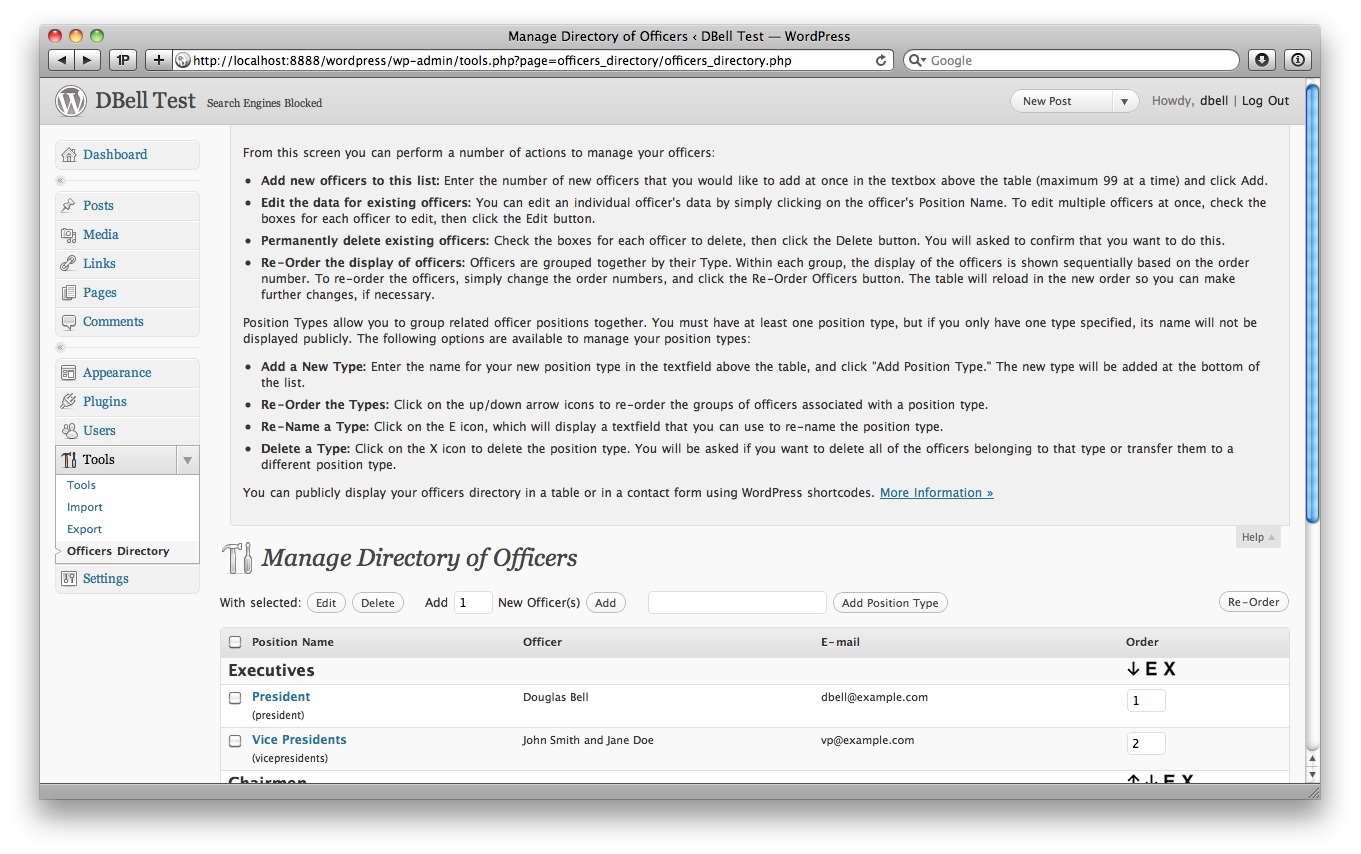 Manage Directory of Officers ‹ DBell Test — WordPress
1P
+
http://localhost:8888/wordpress/wp-admin/tools.php?page=officers_directory/officers_directory.php
Google
DBell Test
Search Engines Blocked
New Post
Howdy, dbell | Log Out
Dashboard
Posts
Media
Links
Pages
Comments
Appearance
Plugins
Users
Tools
Tools
Import
Export
Officers Directory
Settings
From this screen you can perform a number of actions to manage your officers:
• Add new officers to this list: Enter the number of new officers that you would like to add at once in the textbox above the table (maximum 99 at a time) and click Add.
• Edit the data for existing officers: You can edit an individual officer's data by simply clicking on the officer's Position Name. To edit multiple officers at once, check the
boxes for each officer to edit, then click the Edit button.
• Permanently delete existing officers: Check the boxes for each officer to delete, then click the Delete button. You will asked to confirm that you want to do this.
• Re-Order the display of officers: Officers are grouped together by their Type. Within each group, the display of the officers is shown sequentially based on the order
number. To re-order the officers, simply change the order numbers, and click the Re-Order Officers button. The table will reload in the new order so you can make
further changes, if necessary.
Position Types allow you to group related officer positions together. You must have at least one position type, but if you only have one type specified, its name will not be
displayed publicly. The following options are available to manage your position types:
• Add a New Type: Enter the name for your new position type in the textfield above the table, and click "Add Position Type." The new type will be added at the bottom of
the list.
• Re-Order the Types: Click on the up/down arrow icons to re-order the groups of officers associated with a position type.
• Re-Name a Type: Click on the E icon, which will display a textfield that you can use to re-name the position type.
• Delete a Type: Click on the X icon to delete the position type. You will be asked if you want to delete all of the officers belonging to that type or transfer them to a
different position type.
You can publicly display your officers directory in a table or in a contact form using WordPress shortcodes. More Information »
Help
Manage Directory of Officers
With selected: Edit Delete Add 1 New Officer(s) Add Add Position Type Re-Order
Position Name Officer E-mail Order
Executives ↓ E X
President Douglas Bell dbell@example.com 1
(president)
Vice Presidents John Smith and Jane Doe vp@example.com 2
(vicepresidents)
Chairmen ↑ ↓ E X